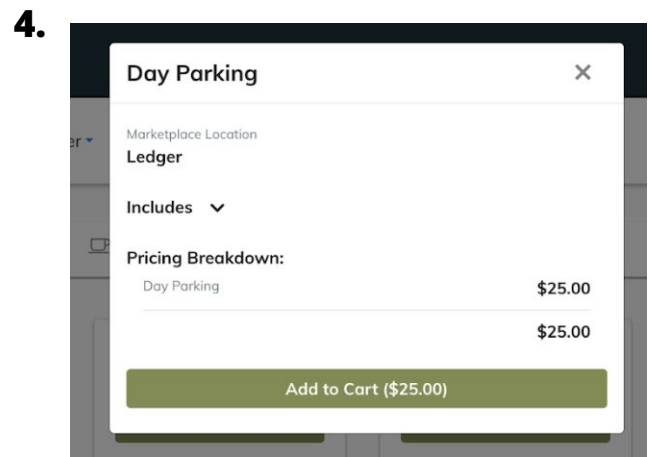 4.
Day Parking
er
Marketplace Location
Ledger
Includes
Pricing Breakdown:
Day Parking $25.00
$25.00
Add to Cart ($25.00)